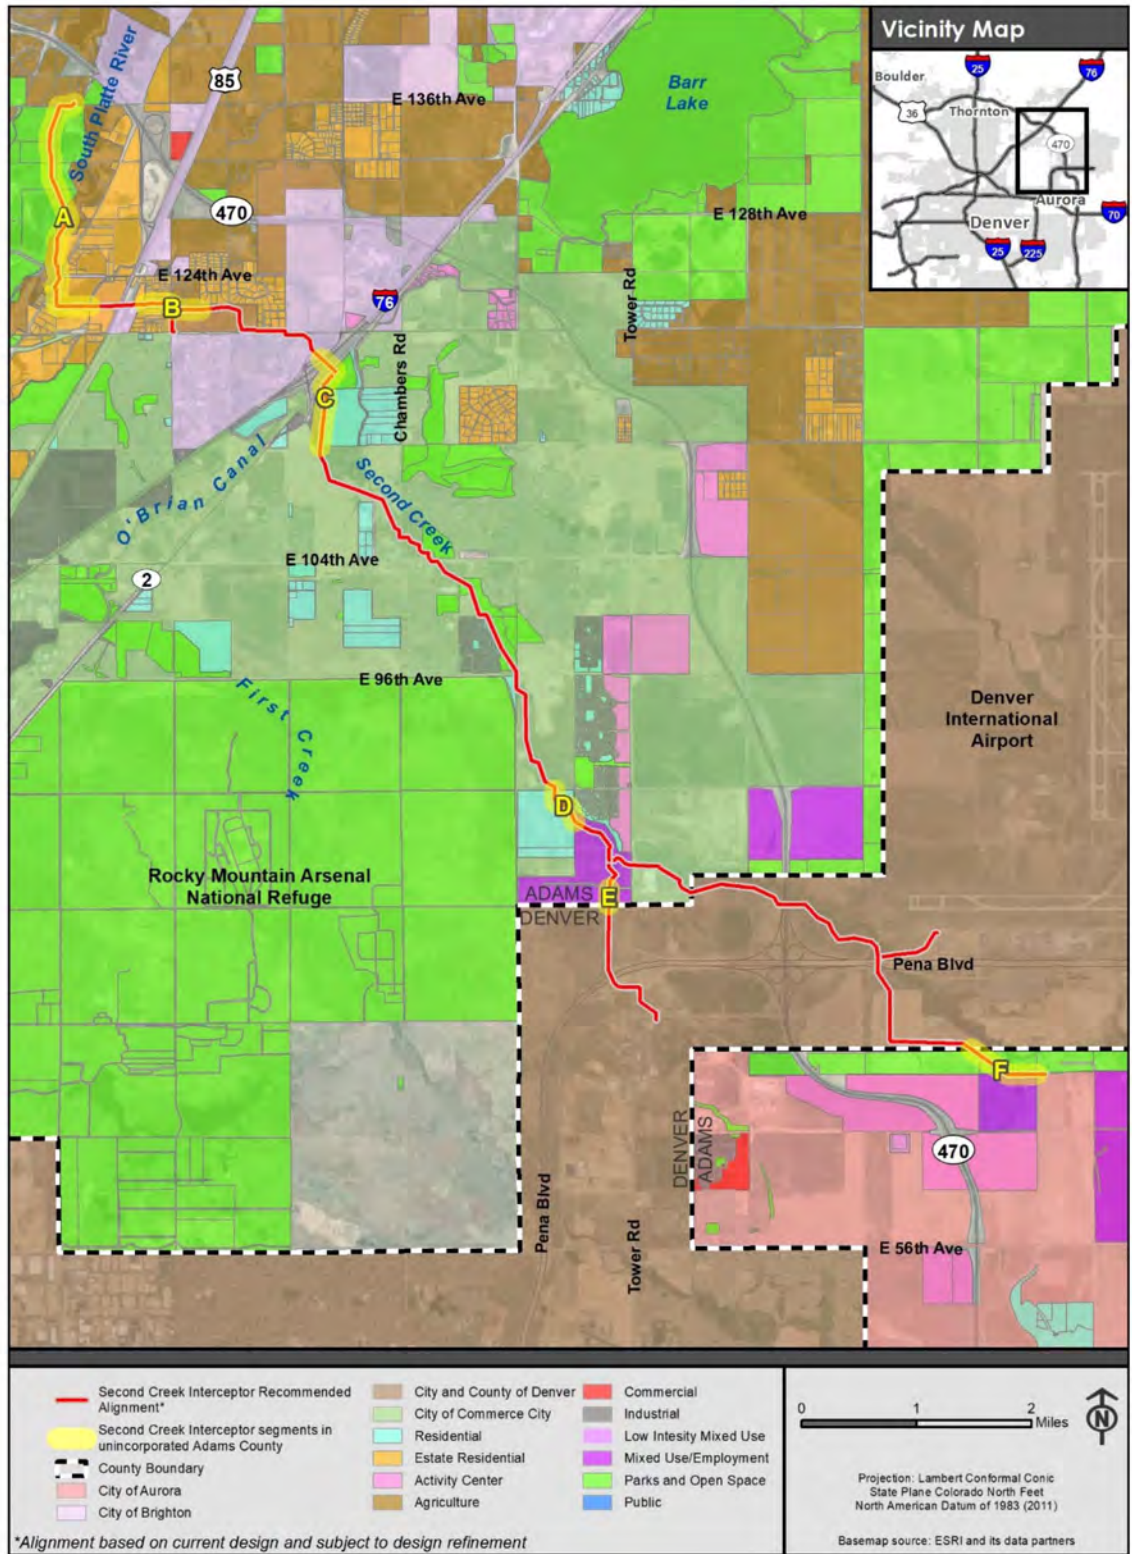 Vicinity Map
25
76
Boulder
36
Thornton
470
Aurora
70
Denver
25
225
South Platte River
85
E 136th Ave
Barr
Lake
A
470
E 128th Ave
E 124th Ave
B
76
Tower Rd
Chambers Rd
C
O'Brian Canal
Second Creek
E 104th Ave
2
E 96th Ave
First Creek
Denver
International
Airport
D
Rocky Mountain Arsenal
National Refuge
ADAMS
E
DENVER
Pena Blvd
F
DENVER
ADAMS
470
Pena Blvd
Tower Rd
E 56th Ave
Second Creek Interceptor Recommended
Alignment*
Second Creek Interceptor segments in
unincorporated Adams County
County Boundary
City of Aurora
City of Brighton
City and County of Denver
City of Commerce City
Residential
Estate Residential
Activity Center
Agriculture
Commercial
Industrial
Low Intesity Mixed Use
Mixed Use/Employment
Parks and Open Space
Public
0 1 2
Miles
N
Projection: Lambert Conformal Conic
State Plane Colorado North Feet
North American Datum of 1983 (2011)
Basemap source: ESRI and its data partners
*Alignment based on current design and subject to design refinement